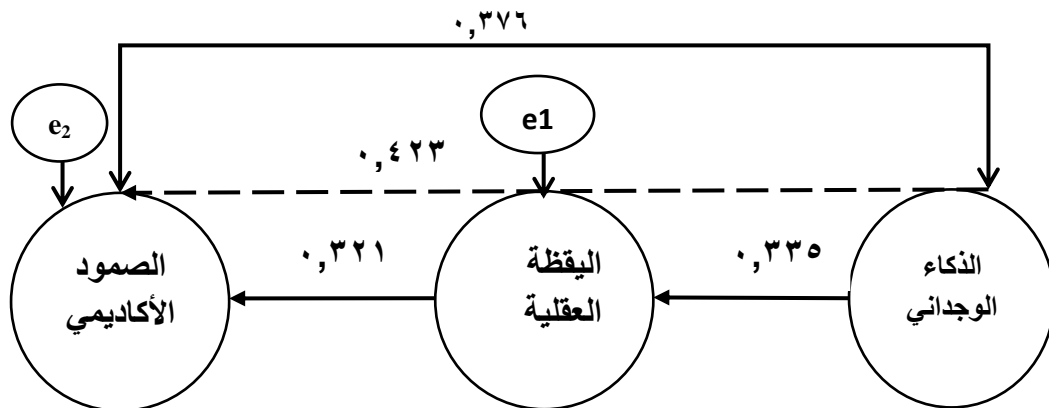 ٠,٣٧٦
e1
e₂
٠,٤٢٣
٠,٣٣٥
٠,٣٢١
الذكاء
الوجداني
اليقظة
العقلية
الصمود
الأكاديمي